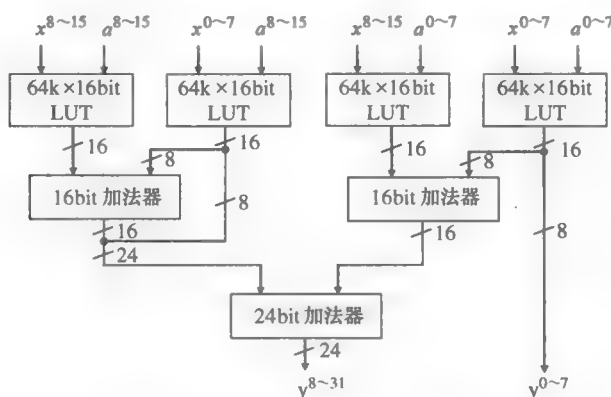 x^{8~15} a^{8~15} x^{0~7} a^{8~15} x^{8~15} a^{0~7} x^{0~7} a^{0~7}
64k×16bit LUT
64k×16bit LUT
64k×16bit LUT
64k×16bit LUT
16 8 16 16 8 16
16bit 加法器
8
16bit 加法器
16
16
8
24
24bit 加法器
24
y^{8~31} y^{0~7}